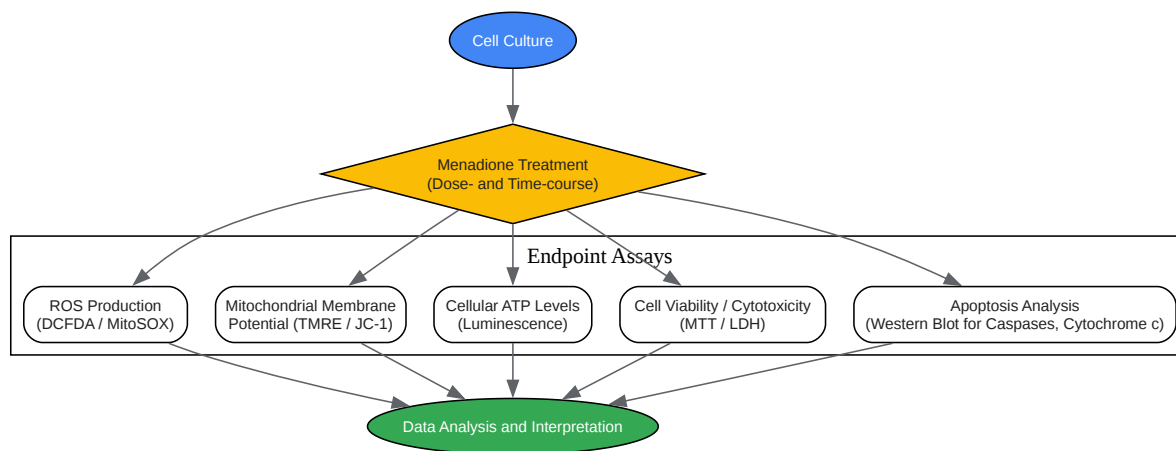 Cell Culture
Menadione Treatment
(Dose- and Time-course)
Endpoint Assays
ROS Production
(DCFDA / MitoSOX)
Mitochondrial Membrane
Potential (TMRE / JC-1)
Cellular ATP Levels
(Luminescence)
Cell Viability / Cytotoxicity
(MTT / LDH)
Apoptosis Analysis
(Western Blot for Caspases, Cytochrome c)
Data Analysis and Interpretation